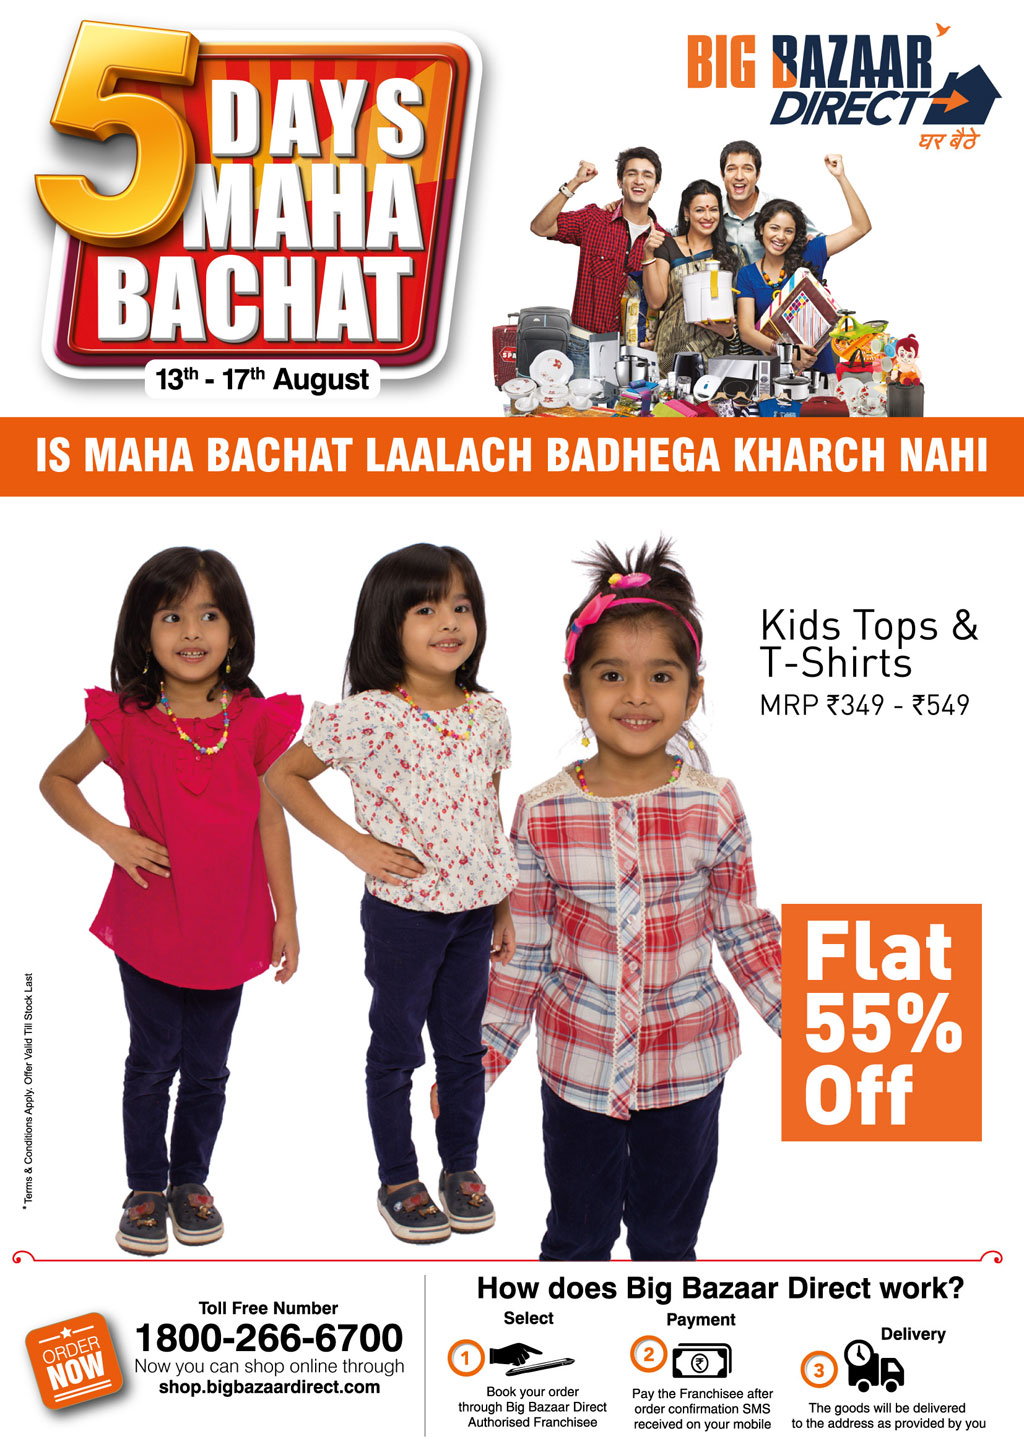 5 DAYS
MAHA
BACHAT
13th - 17th August
BIG BAZAAR
DIRECT
घर बैठे
IS MAHA BACHAT LAALACH BADHEGA KHARCH NAHI
Kids Tops &
T-Shirts
MRP ₹349 - ₹549
Flat
55%
Off
* Terms & Conditions Apply. Offer Valid Till Stock Last
ORDER
NOW
Toll Free Number
1800-266-6700
Now you can shop online through
shop.bigbazaardirect.com
How does Big Bazaar Direct work?
Select
1
Book your order
through Big Bazaar Direct
Authorised Franchisee
Payment
2
₹
Pay the Franchisee after
order confirmation SMS
received on your mobile
Delivery
3
The goods will be delivered
to the address as provided by you